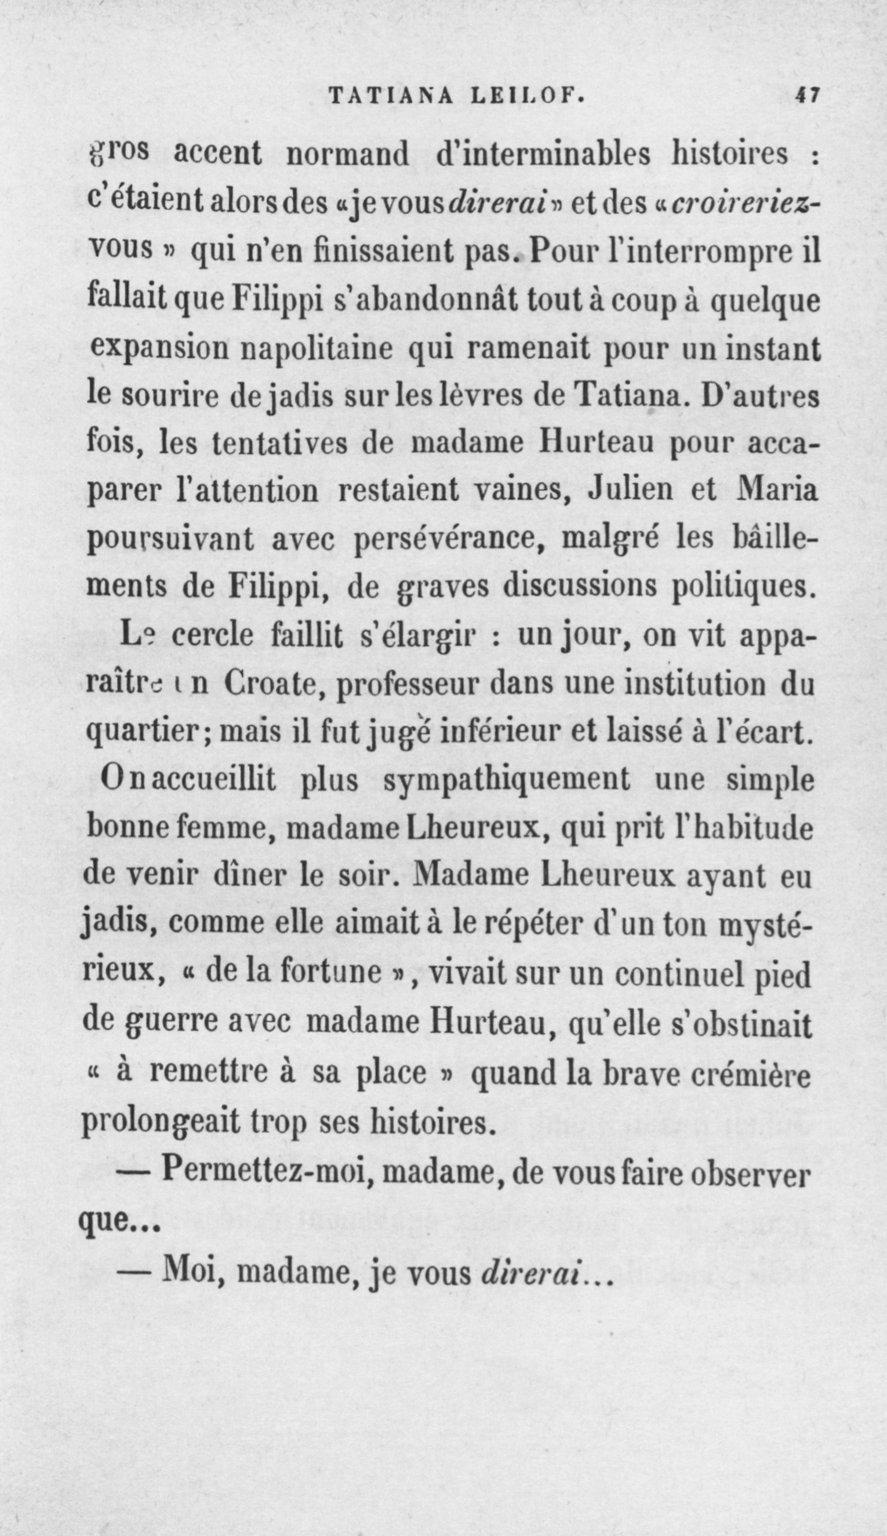 TATIANA LEILOF. 47
gros accent normand d'interminables histoires :
c'étaient alors des «je vous direrai» et des «croireriez-
vous » qui n'en finissaient pas. Pour l'interrompre il
fallait que Filippi s'abandonnât tout à coup à quelque
expansion napolitaine qui ramenait pour un instant
le sourire de jadis sur les lèvres de Tatiana. D'autres
fois, les tentatives de madame Hurteau pour acca-
parer l'attention restaient vaines, Julien et Maria
poursuivant avec persévérance, malgré les bâille-
ments de Filippi, de graves discussions politiques.
Le cercle faillit s'élargir : un jour, on vit appa-
raître un Croate, professeur dans une institution du
quartier; mais il fut jugé inférieur et laissé à l'écart.
On accueillit plus sympathiquement une simple
bonne femme, madame Lheureux, qui prit l'habitude
de venir dîner le soir. Madame Lheureux ayant eu
jadis, comme elle aimait à le répéter d'un ton mysté-
rieux, « de la fortune », vivait sur un continuel pied
de guerre avec madame Hurteau, qu'elle s'obstinait
« à remettre à sa place » quand la brave crémière
prolongeait trop ses histoires.
— Permettez-moi, madame, de vous faire observer
que...
— Moi, madame, je vous direrai...